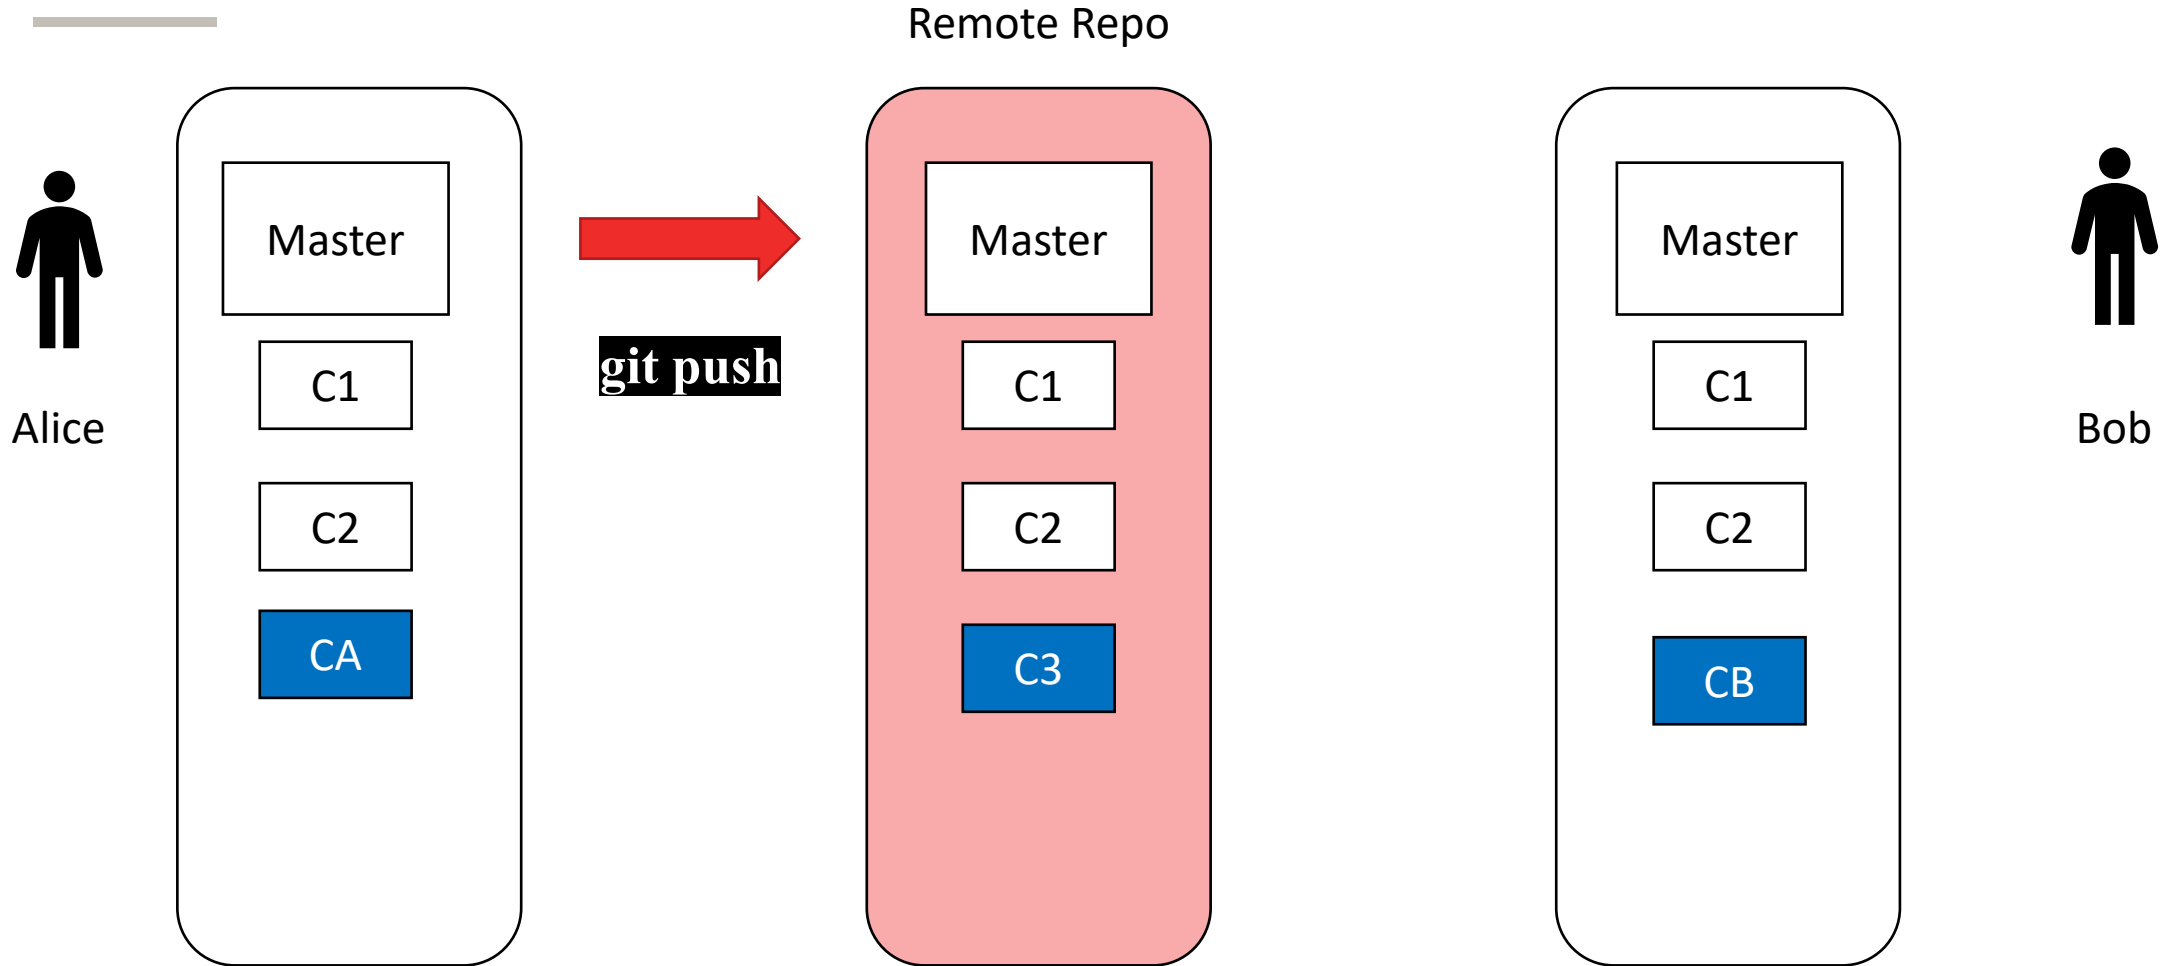 Remote Repo
Alice
Master
C1
C2
CA
git push
Master
C1
C2
C3
Master
C1
C2
CB
Bob